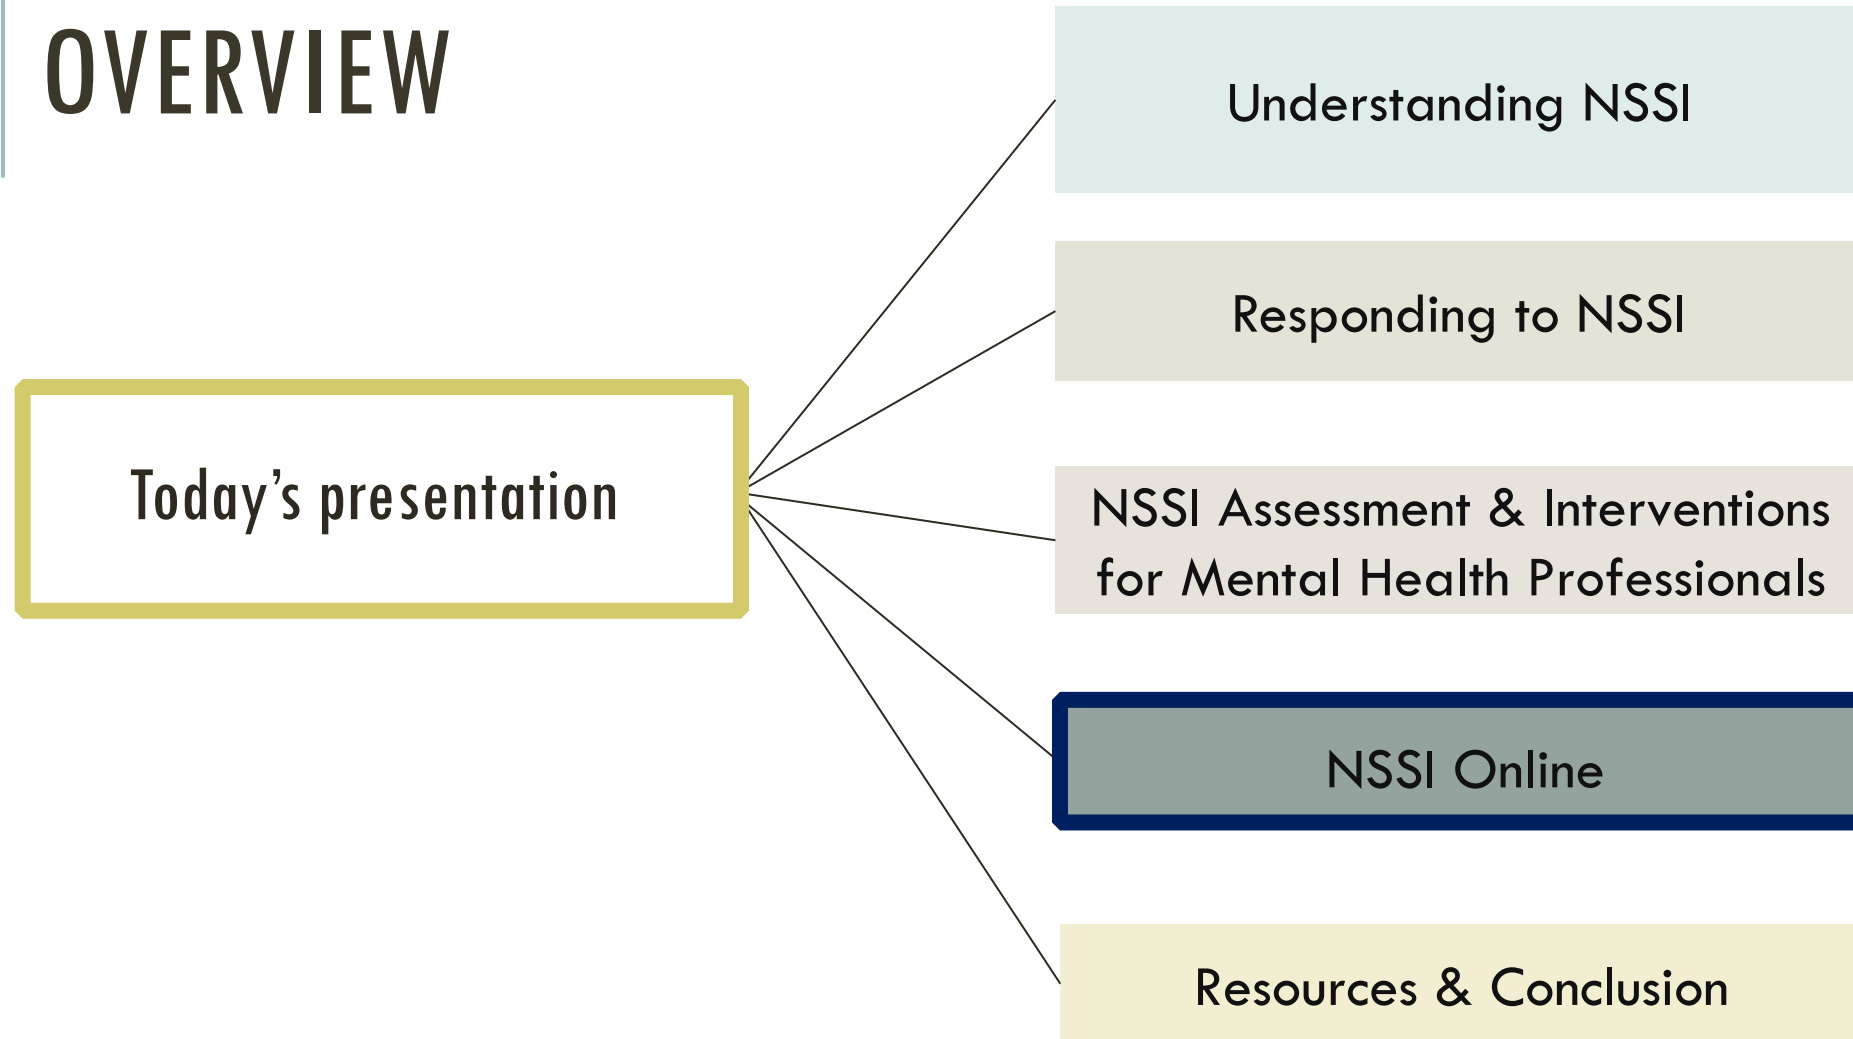 OVERVIEW
Today’s presentation
Understanding NSSI
Responding to NSSI
NSSI Assessment & Interventions
for Mental Health Professionals
NSSI Online
Resources & Conclusion